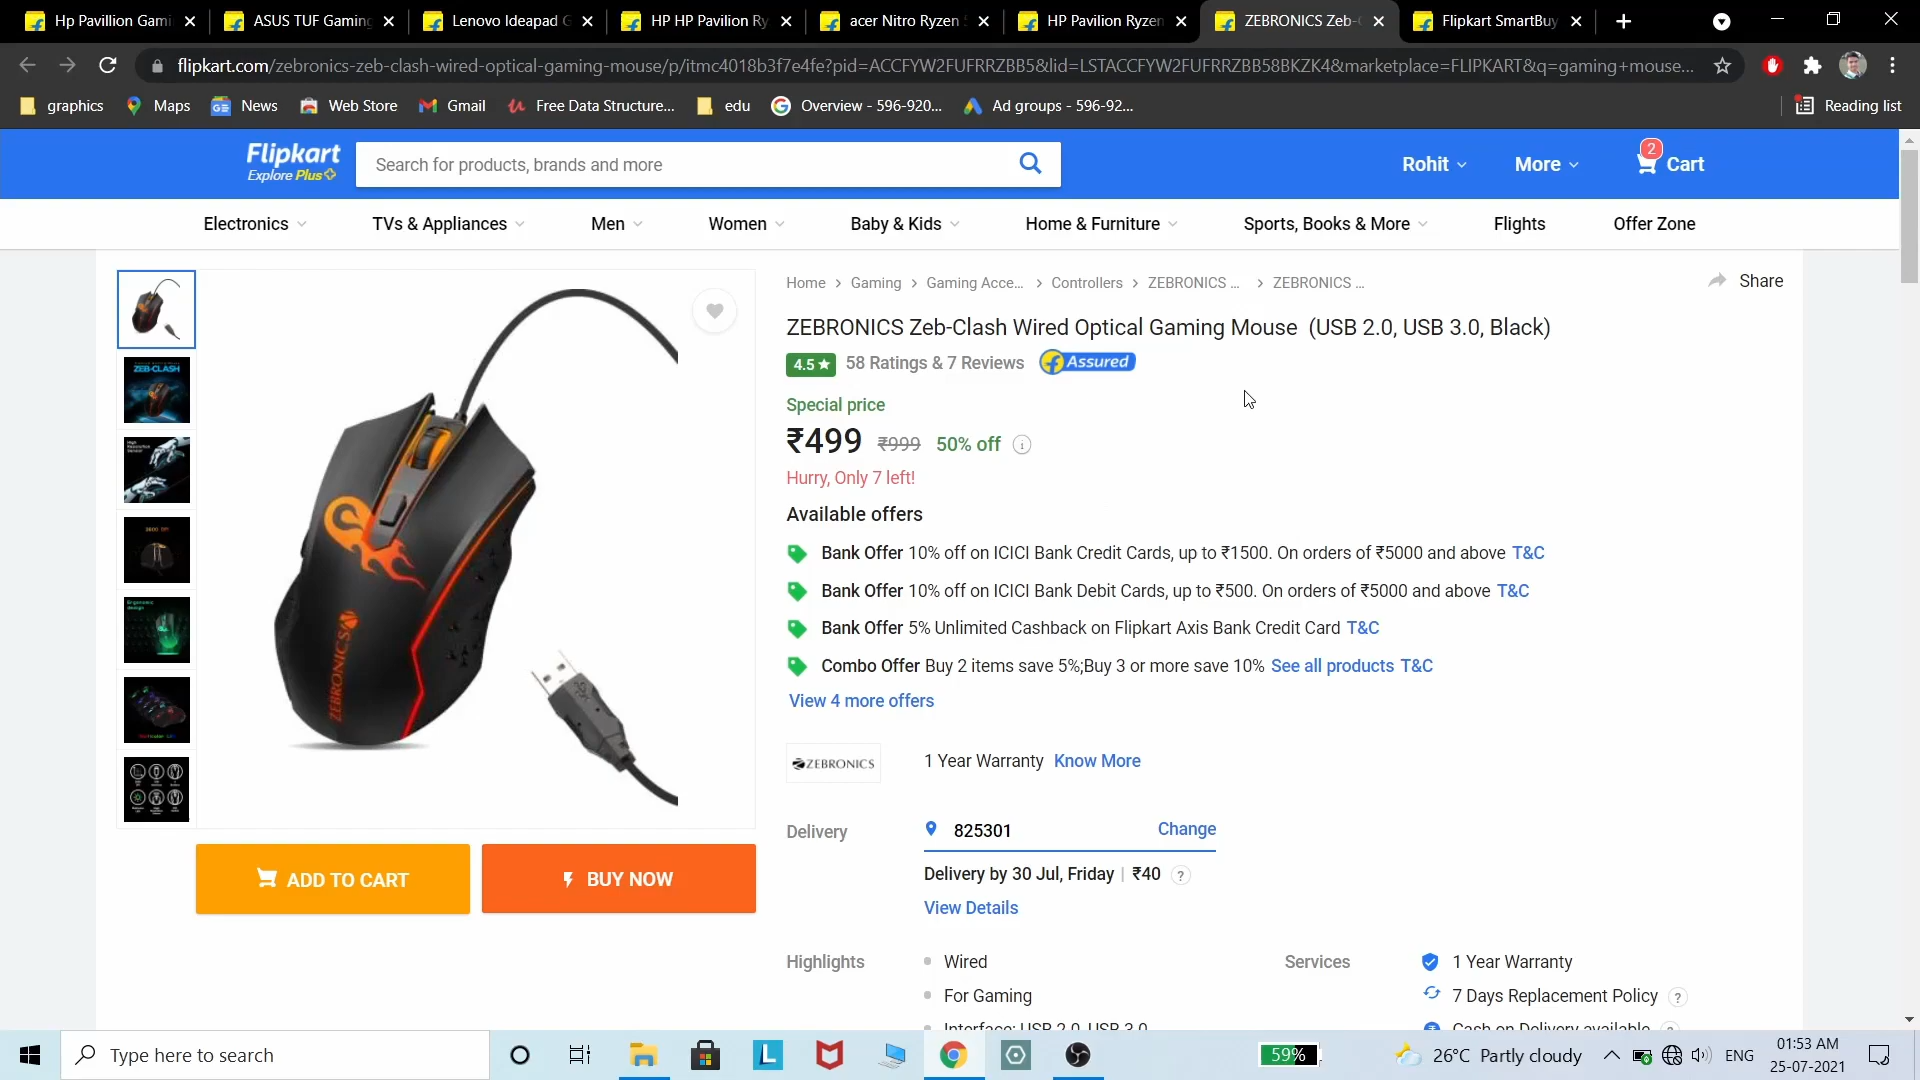 Hp Pavillion Gami
ASUS TUF Gaming
Lenovo Ideapad G
HP HP Pavilion Ry
acer Nitro Ryzen 5
HP Pavilion Ryzen
ZEBRONICS Zeb-C
Flipkart SmartBuy
flipkart.com/zebronics-zeb-clash-wired-optical-gaming-mouse/p/itmc4018b3f7e4fe?pid=ACCFYW2FUFRRZBB5&lid=LSTACCFYW2FUFRRZBB58BKZK4&marketplace=FLIPKART&q=gaming+mouse...
graphics
Maps
News
Web Store
Gmail
Free Data Structure...
edu
Overview - 596-920...
Ad groups - 596-92...
Reading list
Flipkart
Explore Plus
Search for products, brands and more
Rohit
More
2
Cart
Electronics
TVs & Appliances
Men
Women
Baby & Kids
Home & Furniture
Sports, Books & More
Flights
Offer Zone
Home > Gaming > Gaming Acce... > Controllers > ZEBRONICS ... > ZEBRONICS ...
Share
ZEBRONICS Zeb-Clash Wired Optical Gaming Mouse (USB 2.0, USB 3.0, Black)
4.5★ 58 Ratings & 7 Reviews
Assured
Special price
₹499 ₹999 50% off
Hurry, Only 7 left!
Available offers
Bank Offer 10% off on ICICI Bank Credit Cards, up to ₹1500. On orders of ₹5000 and above T&C
Bank Offer 10% off on ICICI Bank Debit Cards, up to ₹500. On orders of ₹5000 and above T&C
Bank Offer 5% Unlimited Cashback on Flipkart Axis Bank Credit Card T&C
Combo Offer Buy 2 items save 5%;Buy 3 or more save 10% See all products T&C
View 4 more offers
ZEBRONICS
1 Year Warranty Know More
Delivery
825301
Change
Delivery by 30 Jul, Friday | ₹40 ?
View Details
Highlights
Wired
For Gaming
Interface: USB 2.0, USB 3.0
Services
1 Year Warranty
7 Days Replacement Policy ?
Cash on Delivery available ?
ZEB-CLASH
ZEBRONICS
ADD TO CART
BUY NOW
Type here to search
59%
26°C Partly cloudy
ENG
01:53 AM
25-07-2021